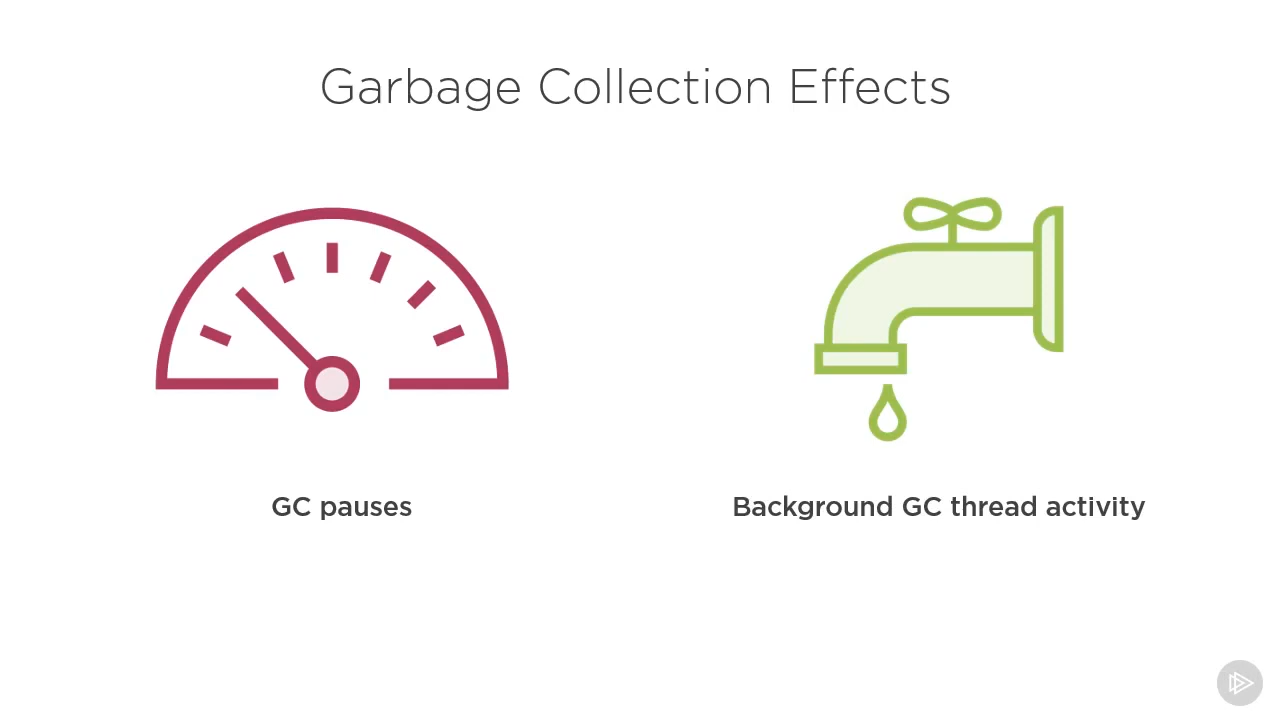 Garbage Collection Effects
GC pauses
Background GC thread activity